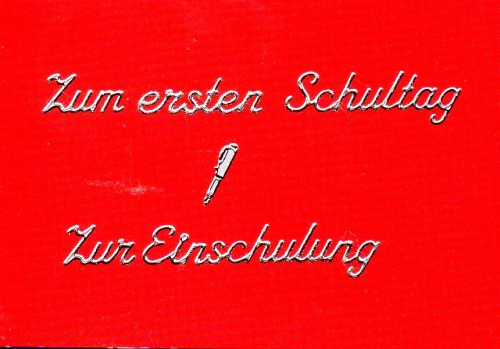 Zum ersten Schultag
Zur Einschulung